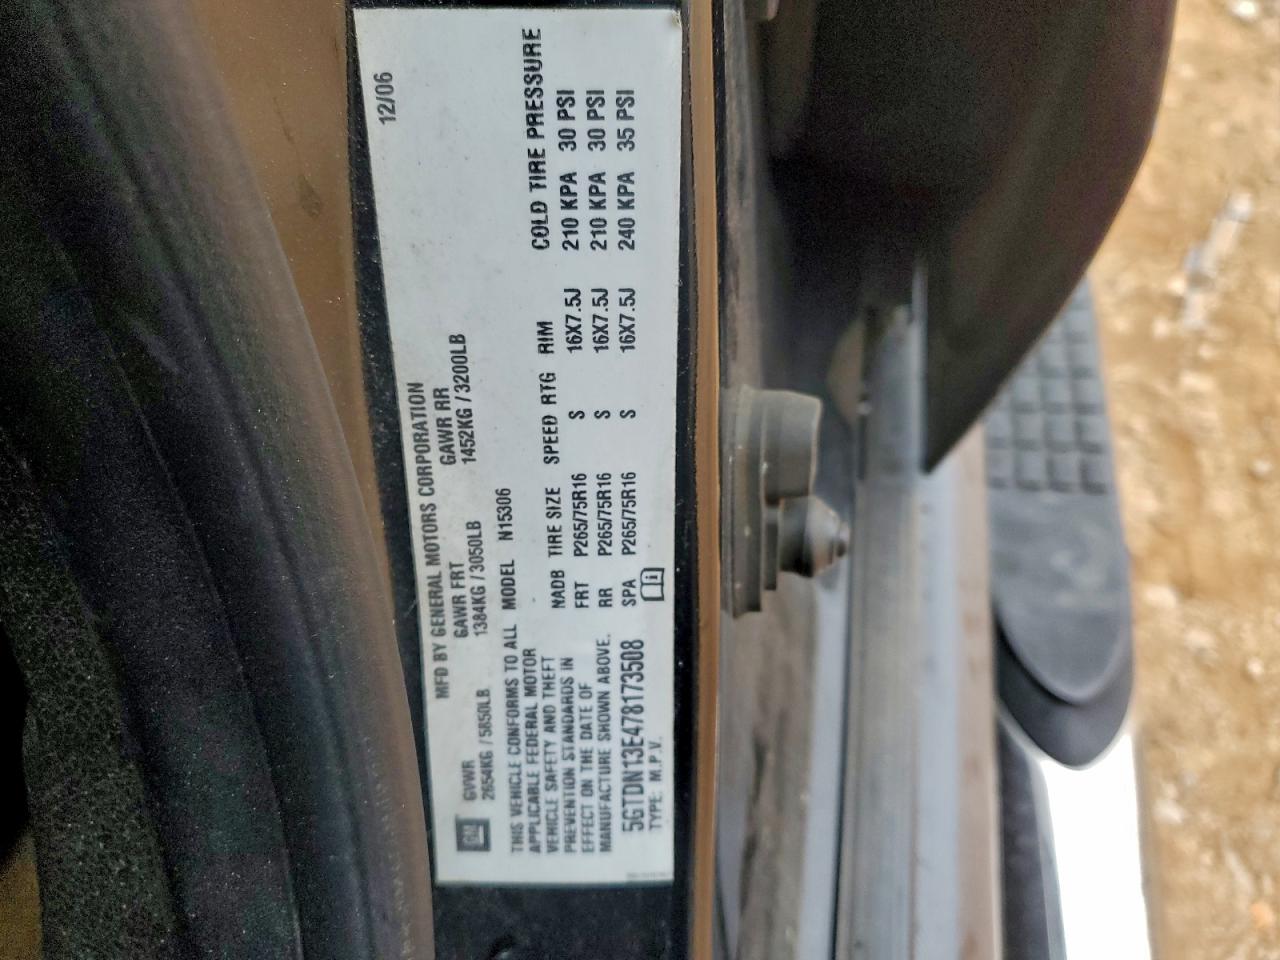 12/06
MFD BY GENERAL MOTORS CORPORATION
GM
GVWR GAWR FRT GAWR RR
2654KG / 5850LB 1384KG / 3050LB 1452KG / 3200LB
THIS VEHICLE CONFORMS TO ALL MODEL N15306
APPLICABLE FEDERAL MOTOR
VEHICLE SAFETY AND THEFT
PREVENTION STANDARDS IN
EFFECT ON THE DATE OF
MANUFACTURE SHOWN ABOVE.
5GTDN13E478173508
TYPE: M.P.V.
NADB TIRE SIZE SPEED RTG RIM COLD TIRE PRESSURE
FRT P265/75R16 S 16X7.5J 210 KPA 30 PSI
RR P265/75R16 S 16X7.5J 210 KPA 30 PSI
SPA P265/75R16 S 16X7.5J 240 KPA 35 PSI
i